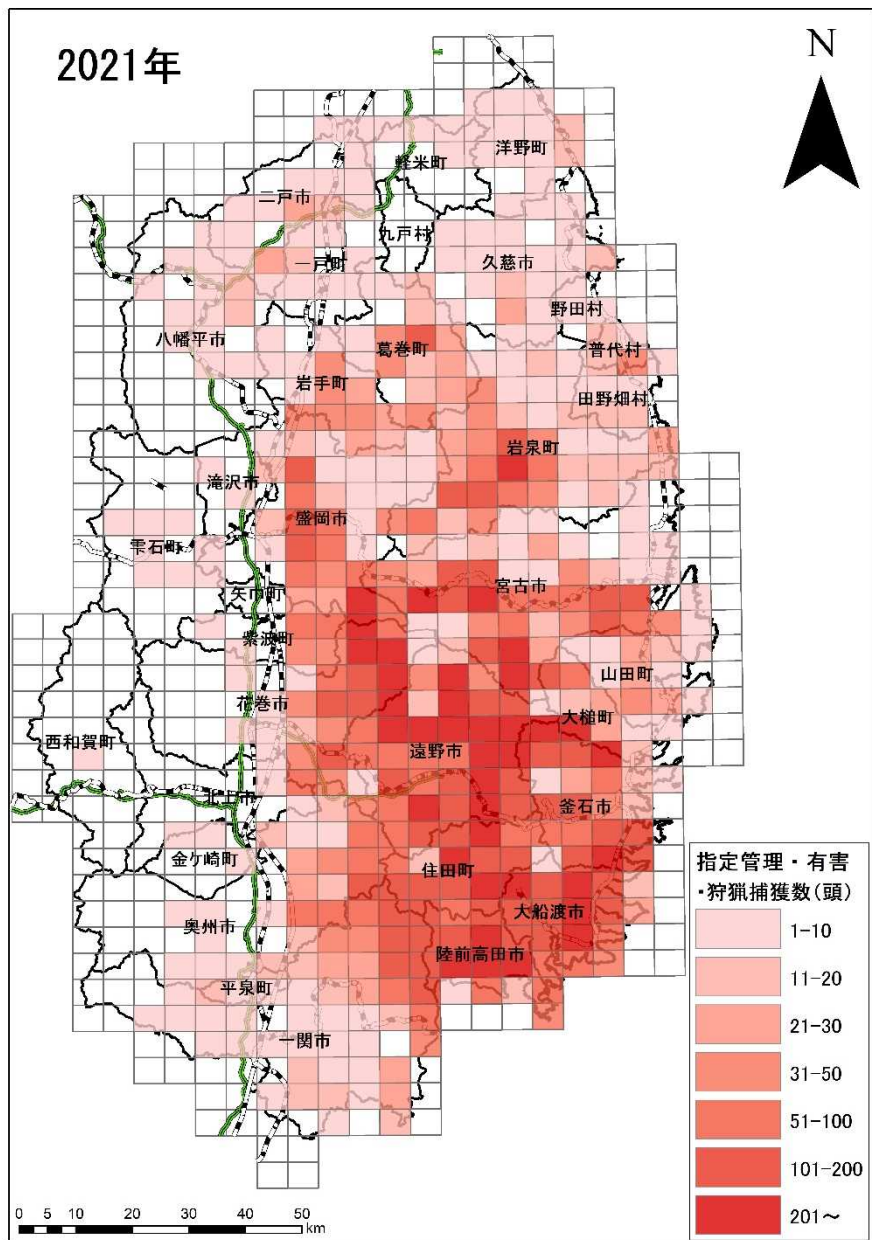 2021年
N
洋野町
軽米町
二戸市
九戸村
一戸町
久慈市
野田村
八幡平市
葛巻町
普代村
岩手町
田野畑村
岩泉町
滝沢市
盛岡市
雫石町
宮古市
矢巾町
紫波町
山田町
花巻市
大槌町
西和賀町
遠野市
北上市
釜石市
金ケ崎町
住田町
大船渡市
奥州市
陸前高田市
平泉町
一関市
指定管理・有害
・狩猟捕獲数(頭)
1-10
11-20
21-30
31-50
51-100
101-200
201～
0 5 10 20 30 40 50
km